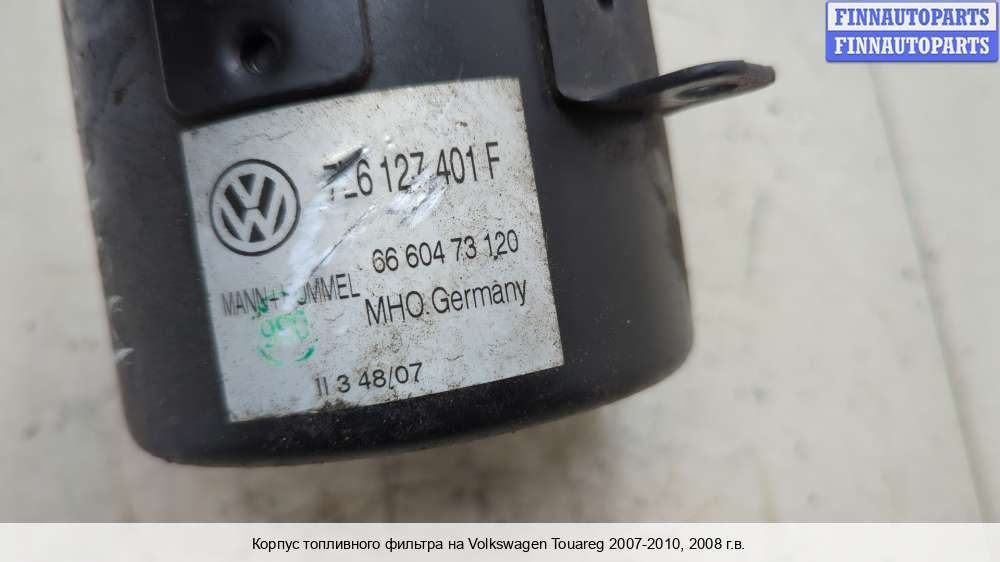 FINNAUTOPARTS
FINNAUTOPARTS
7L6 127 401 F
66 604 73 120
MANN+HUMMEL
MHO. Germany
II 3 48/07
Корпус топливного фильтра на Volkswagen Touareg 2007-2010, 2008 г.в.